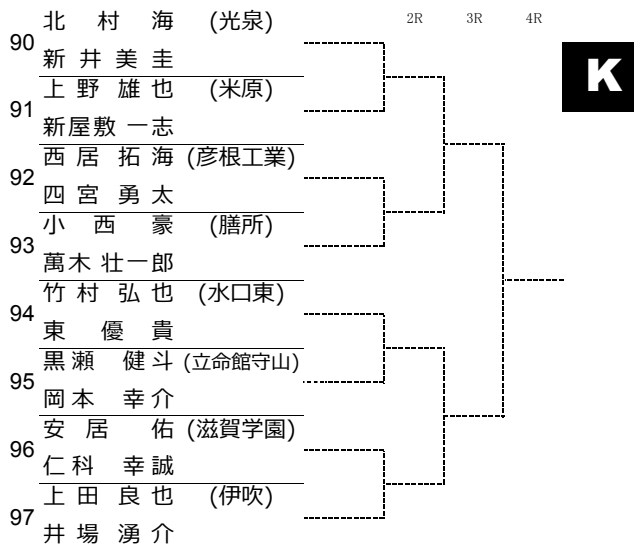 2R 3R 4R
K
90 北村海 (光泉)
新井美圭
91 上野雄也 (米原)
新屋敷一志
92 西居拓海 (彦根工業)
四宮勇太
93 小西豪 (膳所)
萬木壮一郎
94 竹村弘也 (水口東)
東優貴
95 黒瀬健斗 (立命館守山)
岡本幸介
96 安居佑 (滋賀学園)
仁科幸誠
97 上田良也 (伊吹)
井場湧介